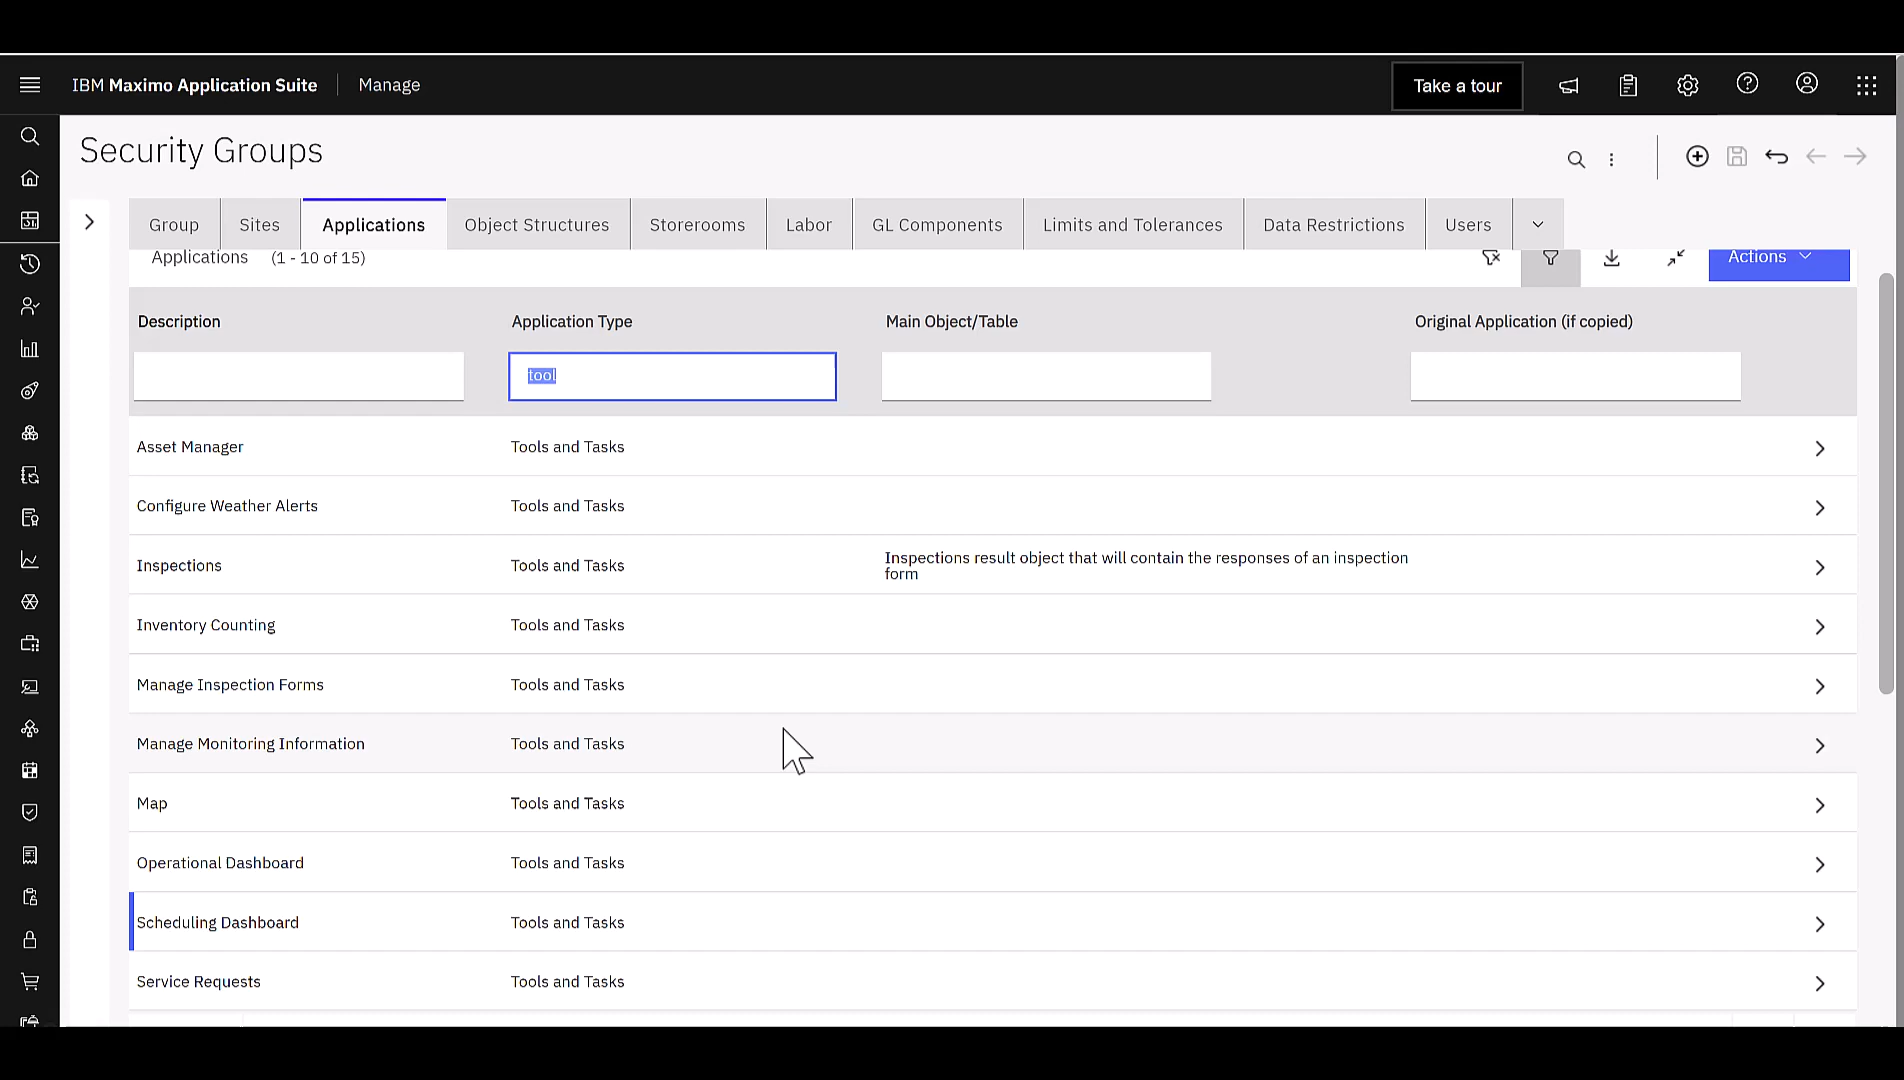 IBM Maximo Application Suite Manage Take a tour
Security Groups
Group Sites Applications Object Structures Storerooms Labor GL Components Limits and Tolerances Data Restrictions Users
Applications (1 - 10 of 15) Actions
Description Application Type Main Object/Table Original Application (if copied)
tool
Asset Manager Tools and Tasks
Configure Weather Alerts Tools and Tasks
Inspections Tools and Tasks Inspections result object that will contain the responses of an inspection
form
Inventory Counting Tools and Tasks
Manage Inspection Forms Tools and Tasks
Manage Monitoring Information Tools and Tasks
Map Tools and Tasks
Operational Dashboard Tools and Tasks
Scheduling Dashboard Tools and Tasks
Service Requests Tools and Tasks